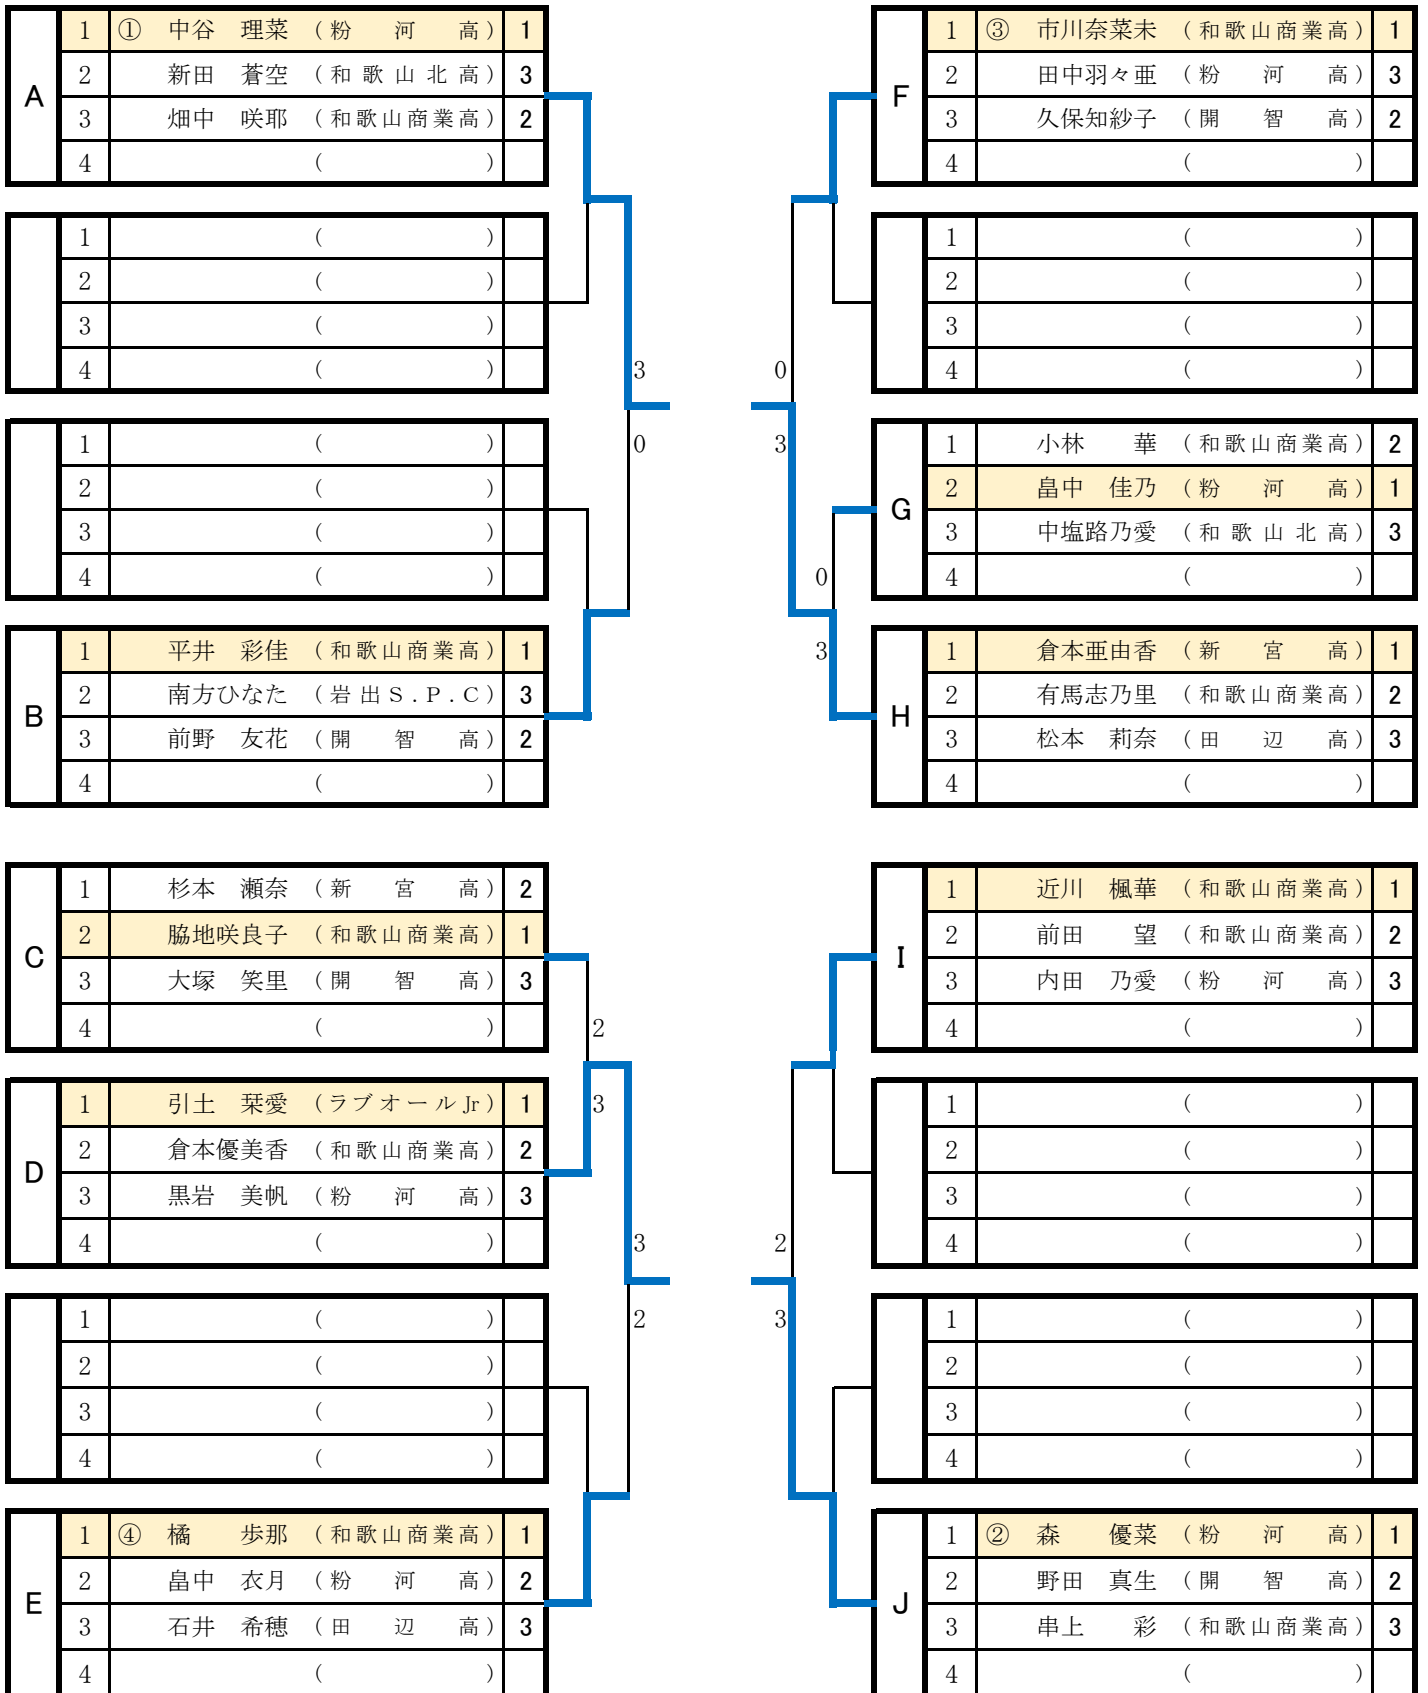 A
1 ① 中谷 理菜 (粉河高) 1
2 新田 蒼空 (和歌山北高) 3
3 畑中 咲耶 (和歌山商業高) 2
4 ( )
1 ( )
2 ( )
3 ( )
4 ( )
3
0
1 ( )
2 ( )
3 ( )
4 ( )
B
1 平井 彩佳 (和歌山商業高) 1
2 南方ひなた (岩出S.P.C) 3
3 前野 友花 (開智高) 2
4 ( )
F
1 ③ 市川奈菜未 (和歌山商業高) 1
2 田中羽々亜 (粉河高) 3
3 久保知紗子 (開智高) 2
4 ( )
1 ( )
2 ( )
3 ( )
4 ( )
0
3
G
1 小林 華 (和歌山商業高) 2
2 畠中 佳乃 (粉河高) 1
3 中塩路乃愛 (和歌山北高) 3
4 ( )
0
3
H
1 倉本亜由香 (新宮高) 1
2 有馬志乃里 (和歌山商業高) 2
3 松本 莉奈 (田辺高) 3
4 ( )
C
1 杉本 瀬奈 (新宮高) 2
2 脇地咲良子 (和歌山商業高) 1
3 大塚 笑里 (開智高) 3
4 ( )
2
3
D
1 引土 栞愛 (ラブオールJr) 1
2 倉本優美香 (和歌山商業高) 2
3 黒岩 美帆 (粉河高) 3
4 ( )
3
2
1 ( )
2 ( )
3 ( )
4 ( )
E
1 ④ 橘 歩那 (和歌山商業高) 1
2 畠中 衣月 (粉河高) 2
3 石井 希穂 (田辺高) 3
4 ( )
I
1 近川 楓華 (和歌山商業高) 1
2 前田 望 (和歌山商業高) 2
3 内田 乃愛 (粉河高) 3
4 ( )
1 ( )
2 ( )
3 ( )
4 ( )
2
3
1 ( )
2 ( )
3 ( )
4 ( )
J
1 ② 森 優菜 (粉河高) 1
2 野田 真生 (開智高) 2
3 串上 彩 (和歌山商業高) 3
4 ( )